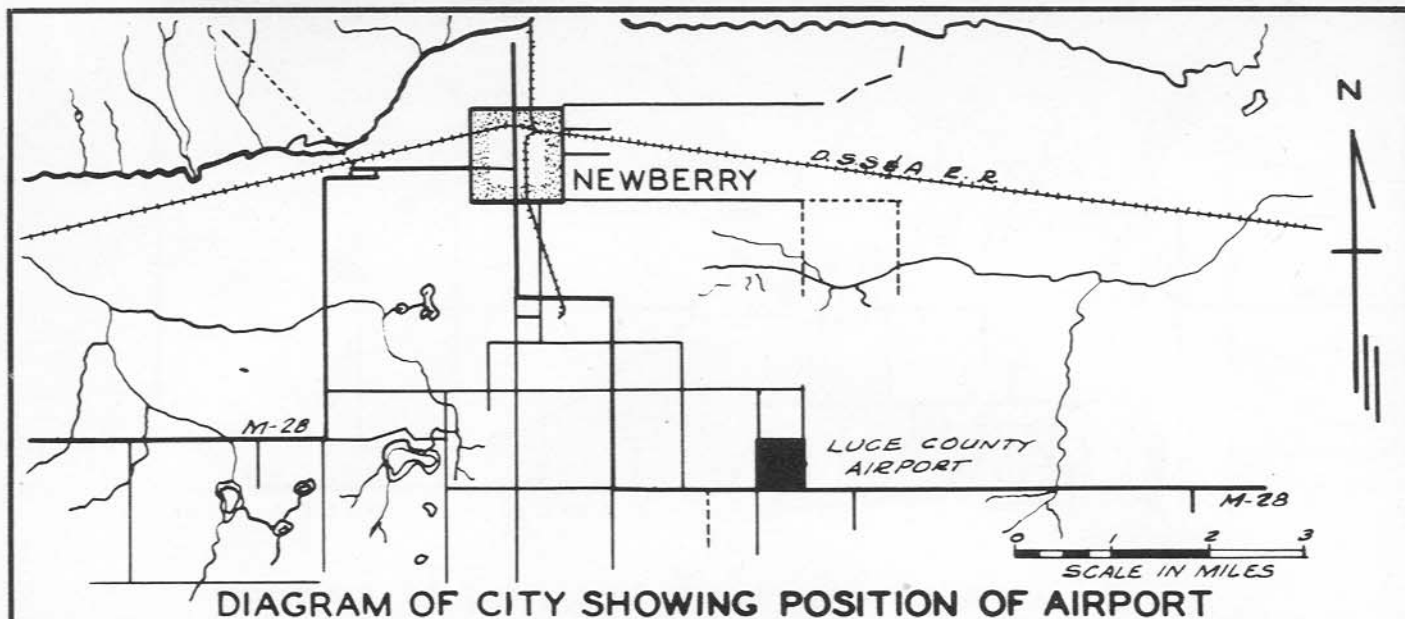 N
D.S.S & A R.R.
NEWBERRY
M-28
LUCE COUNTY
AIRPORT
M-28
0 1 2 3
SCALE IN MILES
DIAGRAM OF CITY SHOWING POSITION OF AIRPORT